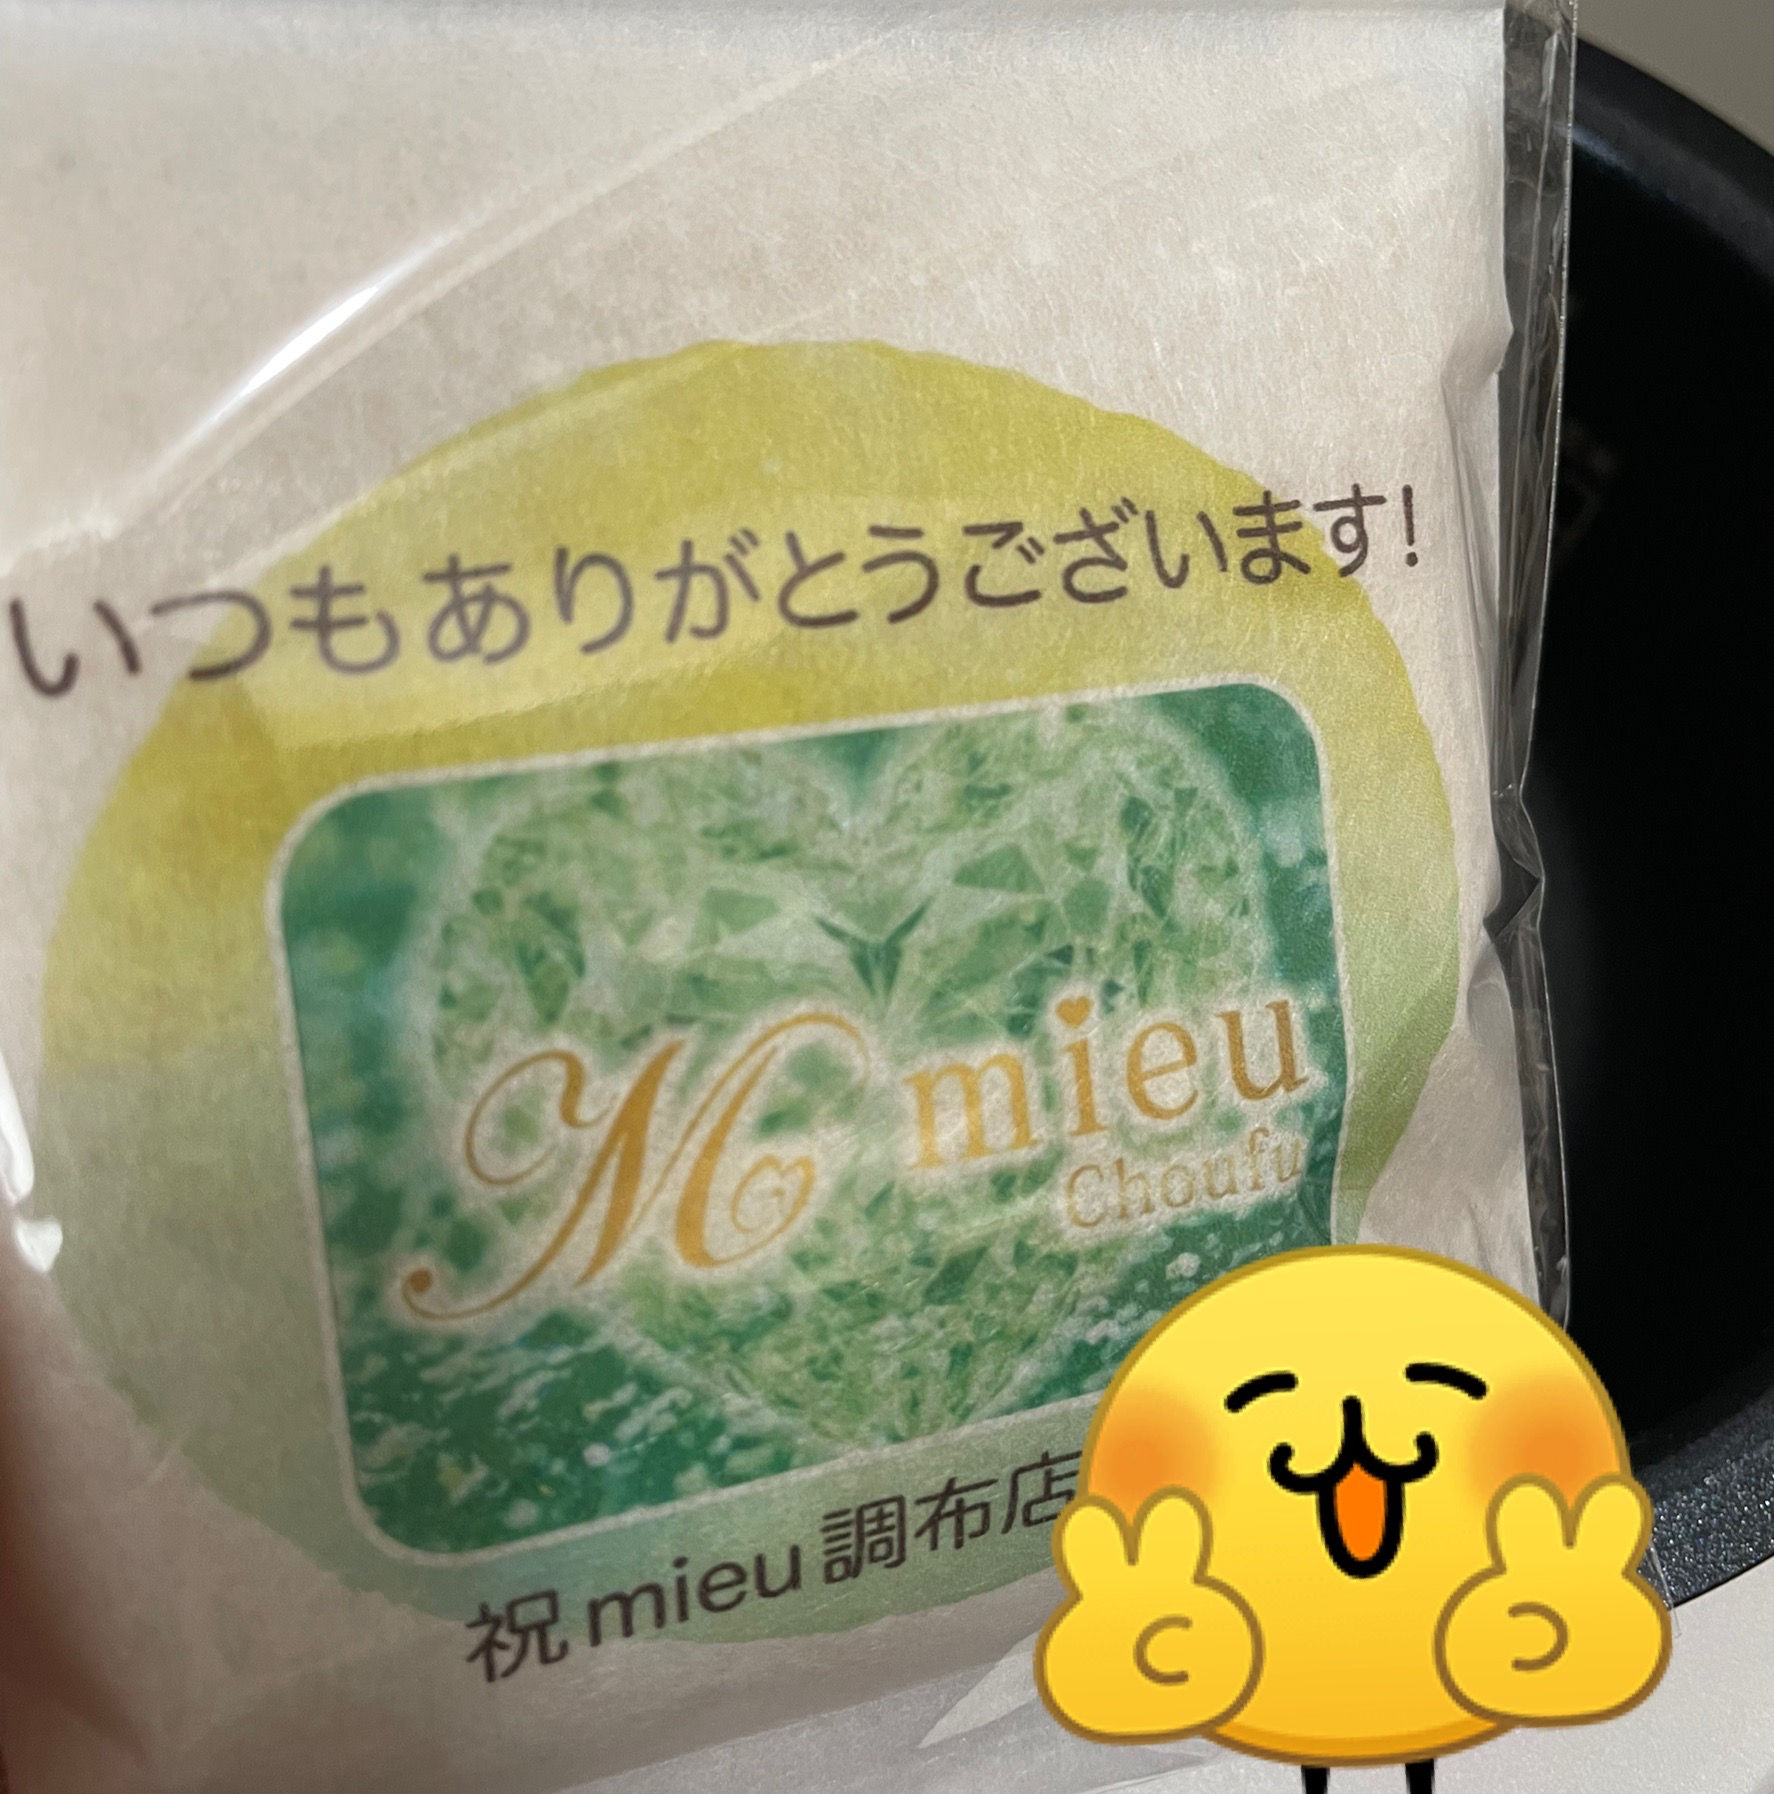 いつもありがとうございます!
M mieu
Choufu
祝 mieu 調布店